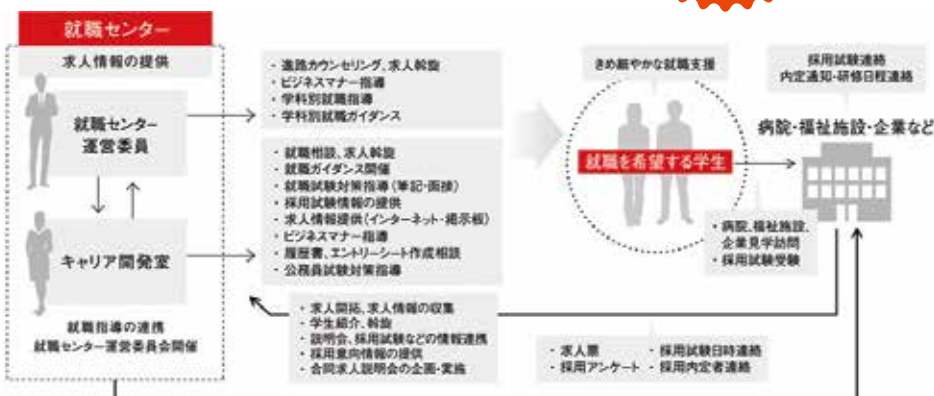 就職センター
求人情報の提供
就職センター
運営委員
キャリア開発室
就職指導の連携
就職センター運営委員会開催
・進路カウンセリング、求人斡旋
・ビジネスマナー指導
・学科別就職指導
・学科別就職ガイダンス
・就職相談、求人斡旋
・就職ガイダンス開催
・就職試験対策指導(筆記・面接)
・採用試験情報の提供
・求人情報提供(インターネット・掲示板)
・ビジネスマナー指導
・履歴書、エントリーシート作成相談
・公務員試験対策指導
・求人開拓、求人情報の収集
・学生紹介、斡旋
・説明会、採用試験などの情報連携
・採用意向情報の提供
・合同求人説明会の企画・実施
きめ細やかな就職支援
就職を希望する学生
採用試験連絡
内定通知・研修日程連絡
病院・福祉施設・企業など
・病院、福祉施設、
企業見学訪問
・採用試験受験
・求人票 ・採用試験日時連絡
・採用アンケート ・採用内定者連絡